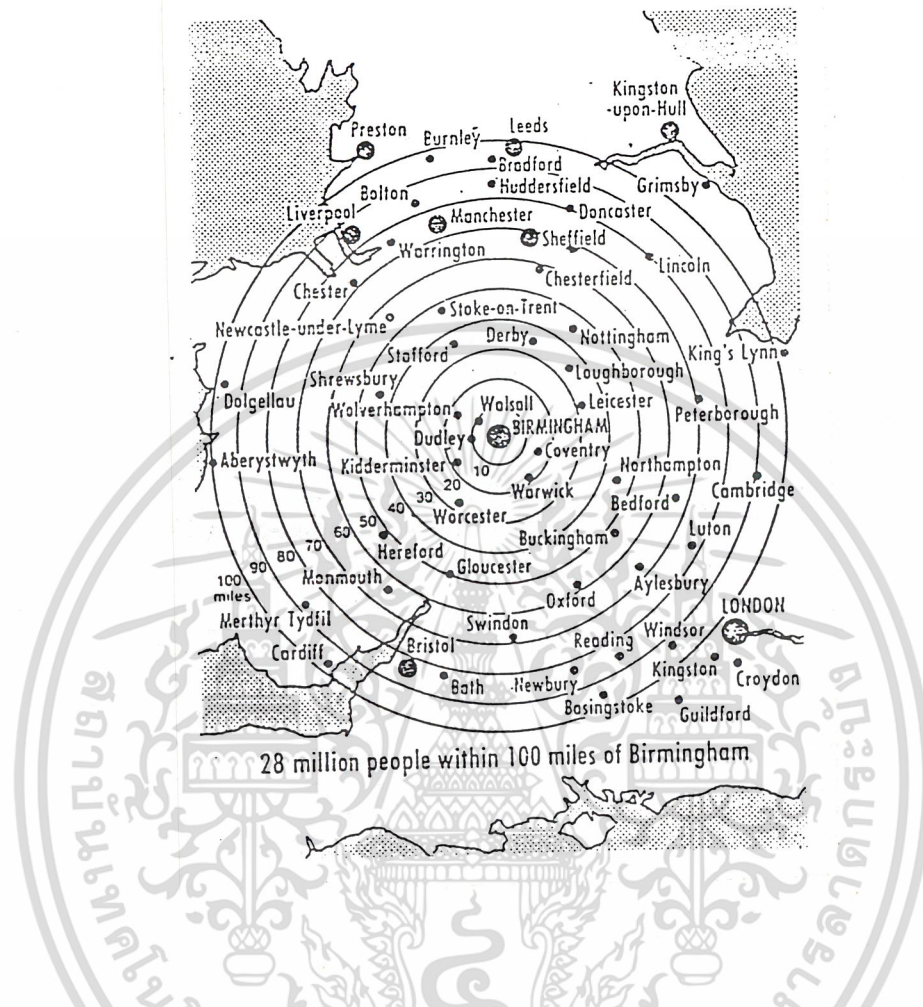 Kingston
-upon-Hull
Preston
Burnley
Leeds
Bradford
Huddersfield
Grimsby
Bolton
Doncaster
Liverpool
Manchester
Sheffield
Warrington
Lincoln
Chesterfield
Chester
Stoke-on-Trent
Newcastle-under-Lyme
Nottingham
Derby
Stafford
King's Lynn
Loughborough
Shrewsbury
Dolgellau
Walsall
Leicester
Wolverhampton
Peterborough
BIRMINGHAM
Dudley
Coventry
Aberystwyth
Kidderminster
10
Northampton
20
Warwick
Cambridge
30
Bedford
40
Worcester
50
60
Buckingham
Luton
70
Hereford
80
Gloucester
90
Monmouth
Aylesbury
100
miles
Oxford
Merthyr Tydfil
LONDON
Swindon
Reading
Windsor
Cardiff
Bristol
Kingston
Bath
Newbury
Croydon
Basingstoke
Guildford
28 million people within 100 miles of Birmingham